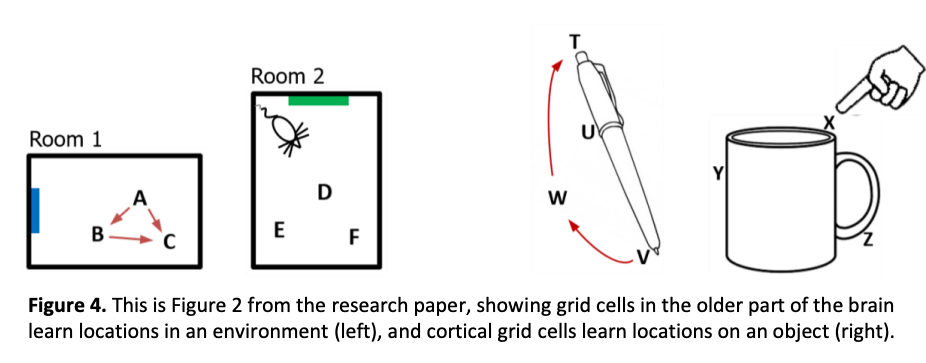 Room 1
A
B
C
Room 2
D
E
F
T
U
W
V
X
Y
Z
Figure 4. This is Figure 2 from the research paper, showing grid cells in the older part of the brain
learn locations in an environment (left), and cortical grid cells learn locations on an object (right).